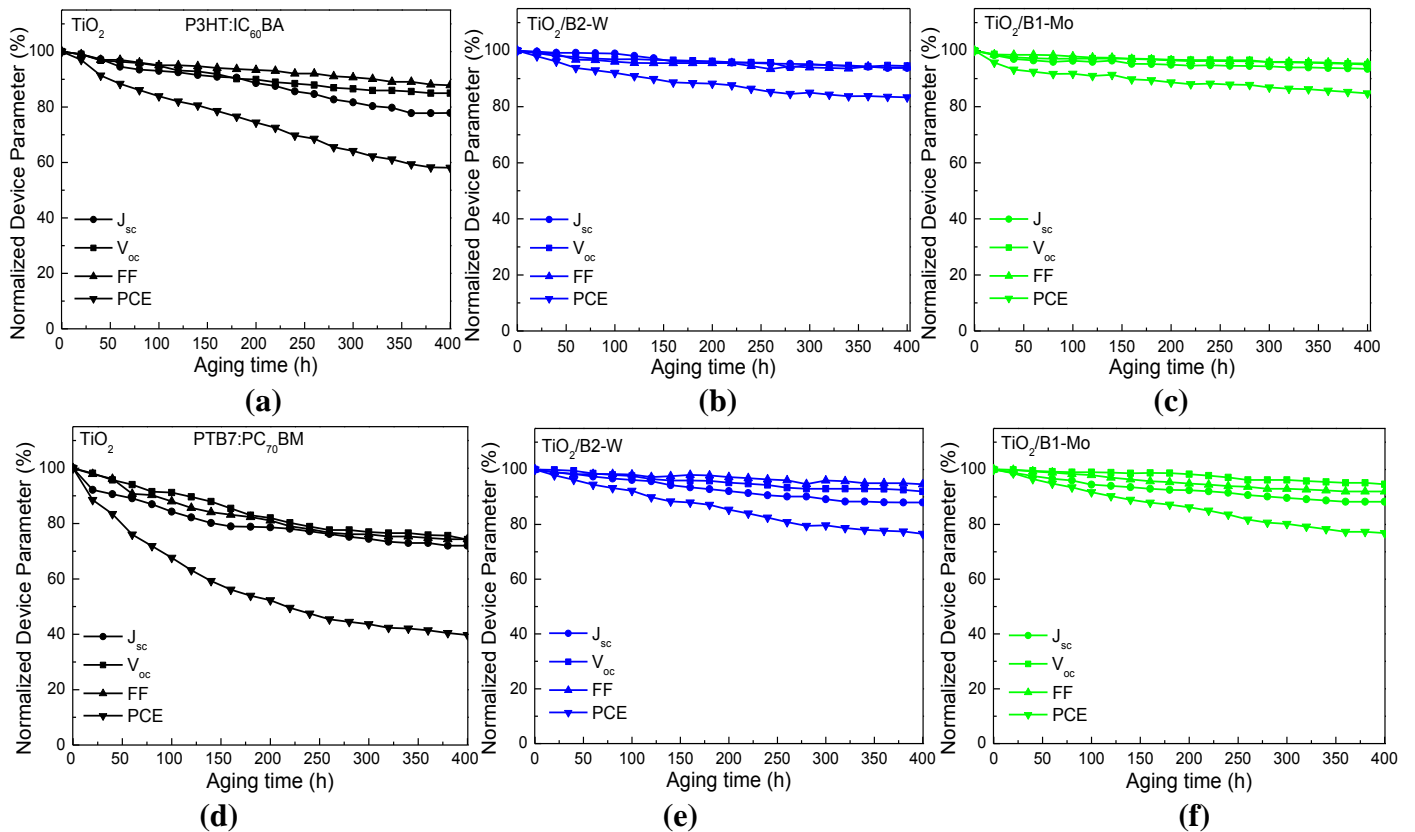 TiO2 P3HT:IC60BA
Normalized Device Parameter (%)
100
80
60
40
20
0
Jsc
Voc
FF
PCE
0 50 100 150 200 250 300 350 400
Aging time (h)
(a)
TiO2/B2-W
Normalized Device Parameter (%)
100
80
60
40
20
0
Jsc
Voc
FF
PCE
0 50 100 150 200 250 300 350 400
Aging time (h)
(b)
TiO2/B1-Mo
Normalized Device Parameter (%)
100
80
60
40
20
0
Jsc
Voc
FF
PCE
0 50 100 150 200 250 300 350 400
Aging time (h)
(c)
TiO2 PTB7:PC70BM
Normalized Device Parameter (%)
100
80
60
40
20
0
Jsc
Voc
FF
PCE
0 50 100 150 200 250 300 350 400
Aging time (h)
(d)
TiO2/B2-W
Normalized Device Parameter (%)
100
80
60
40
20
0
Jsc
Voc
FF
PCE
0 50 100 150 200 250 300 350 400
Aging time (h)
(e)
TiO2/B1-Mo
Normalized Device Parameter (%)
100
80
60
40
20
0
Jsc
Voc
FF
PCE
0 50 100 150 200 250 300 350 400
Aging time (h)
(f)